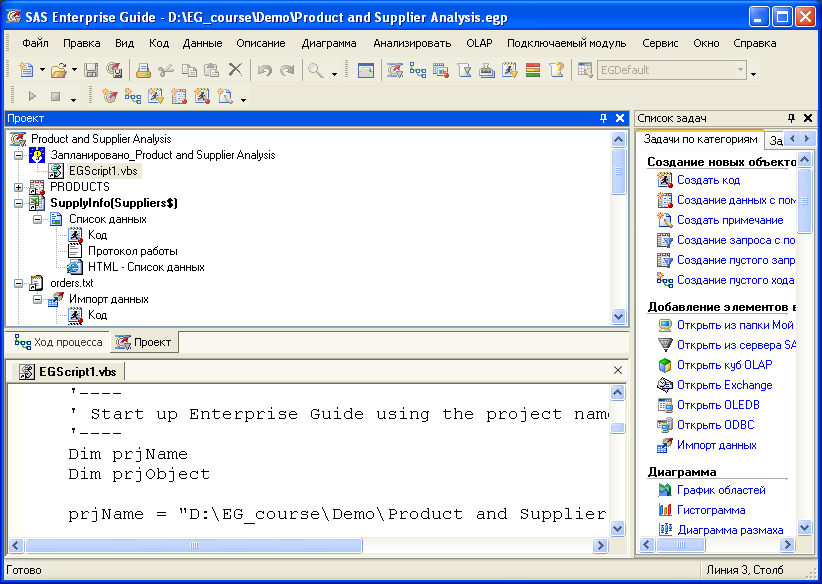 SAS Enterprise Guide - D:\EG_course\Demo\Product and Supplier Analysis.egp
Файл Правка Вид Код Данные Описание Диаграмма Анализировать OLAP Подключаемый модуль Сервис Окно Справка
EGDefault
Проект
Product and Supplier Analysis
Запланировано_Product and Supplier Analysis
EGScript1.vbs
PRODUCTS
SupplyInfo(Suppliers$)
Список данных
Код
Протокол работы
HTML - Список данных
orders.txt
Импорт данных
Код
Ход процесса Проект
EGScript1.vbs
'----
' Start up Enterprise Guide using the project nam
'----
Dim prjName
Dim prjObject
prjName = "D:\EG_course\Demo\Product and Supplier
Список задач
Задачи по категориям За
Создание новых объекто
Создать код
Создание данных с пом
Создать примечание
Создание запроса с по
Создание пустого запр
Создание пустого хода
Добавление элементов в
Открыть из папки Мой
Открыть из сервера SA
Открыть куб OLAP
Открыть Exchange
Открыть OLEDB
Открыть ODBC
Импорт данных
Диаграмма
График областей
Гистограмма
Диаграмма размаха
Готово
Линия 3, Столб